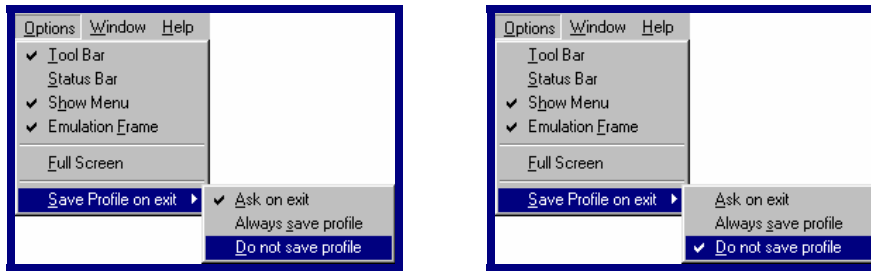 Options Window Help
Tool Bar
Status Bar
Show Menu
Emulation Frame
Full Screen
Save Profile on exit
Ask on exit
Always save profile
Do not save profile
Options Window Help
Tool Bar
Status Bar
Show Menu
Emulation Frame
Full Screen
Save Profile on exit
Ask on exit
Always save profile
Do not save profile